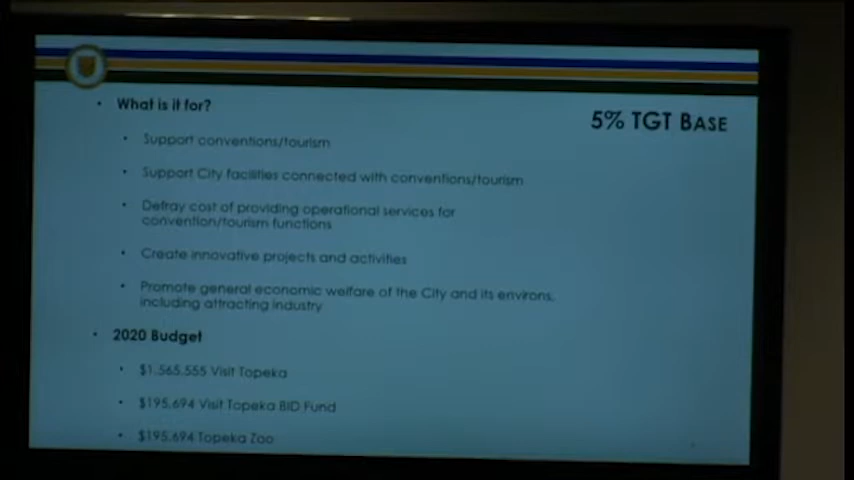 5% TGT BASE
• What is it for?
• Support conventions/tourism
• Support City facilities connected with conventions/tourism
• Defray cost of providing operational services for
convention/tourism functions
• Create innovative projects and activities
• Promote general economic welfare of the City and its environs,
including attracting industry
• 2020 Budget
• $1,565,555 Visit Topeka
• $195,694 Visit Topeka BID Fund
• $195,694 Topeka Zoo